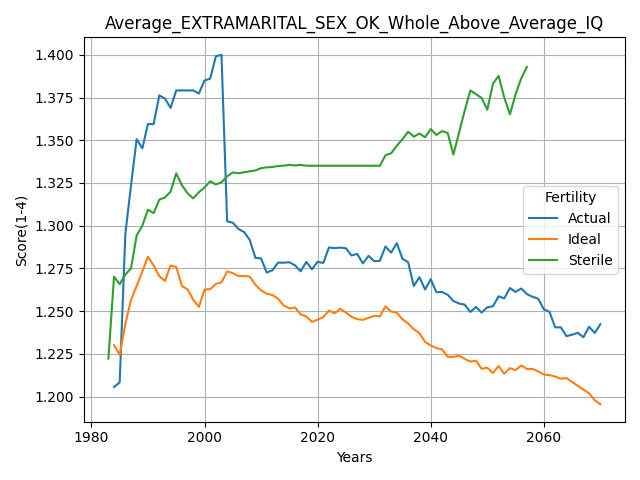 Average_EXTRAMARITAL_SEX_OK_Whole_Above_Average_IQ
1.400
1.375
1.350
1.325
1.300
1.275
1.250
1.225
1.200
Score(1-4)
Fertility
Actual
Ideal
Sterile
1980 2000 2020 2040 2060
Years